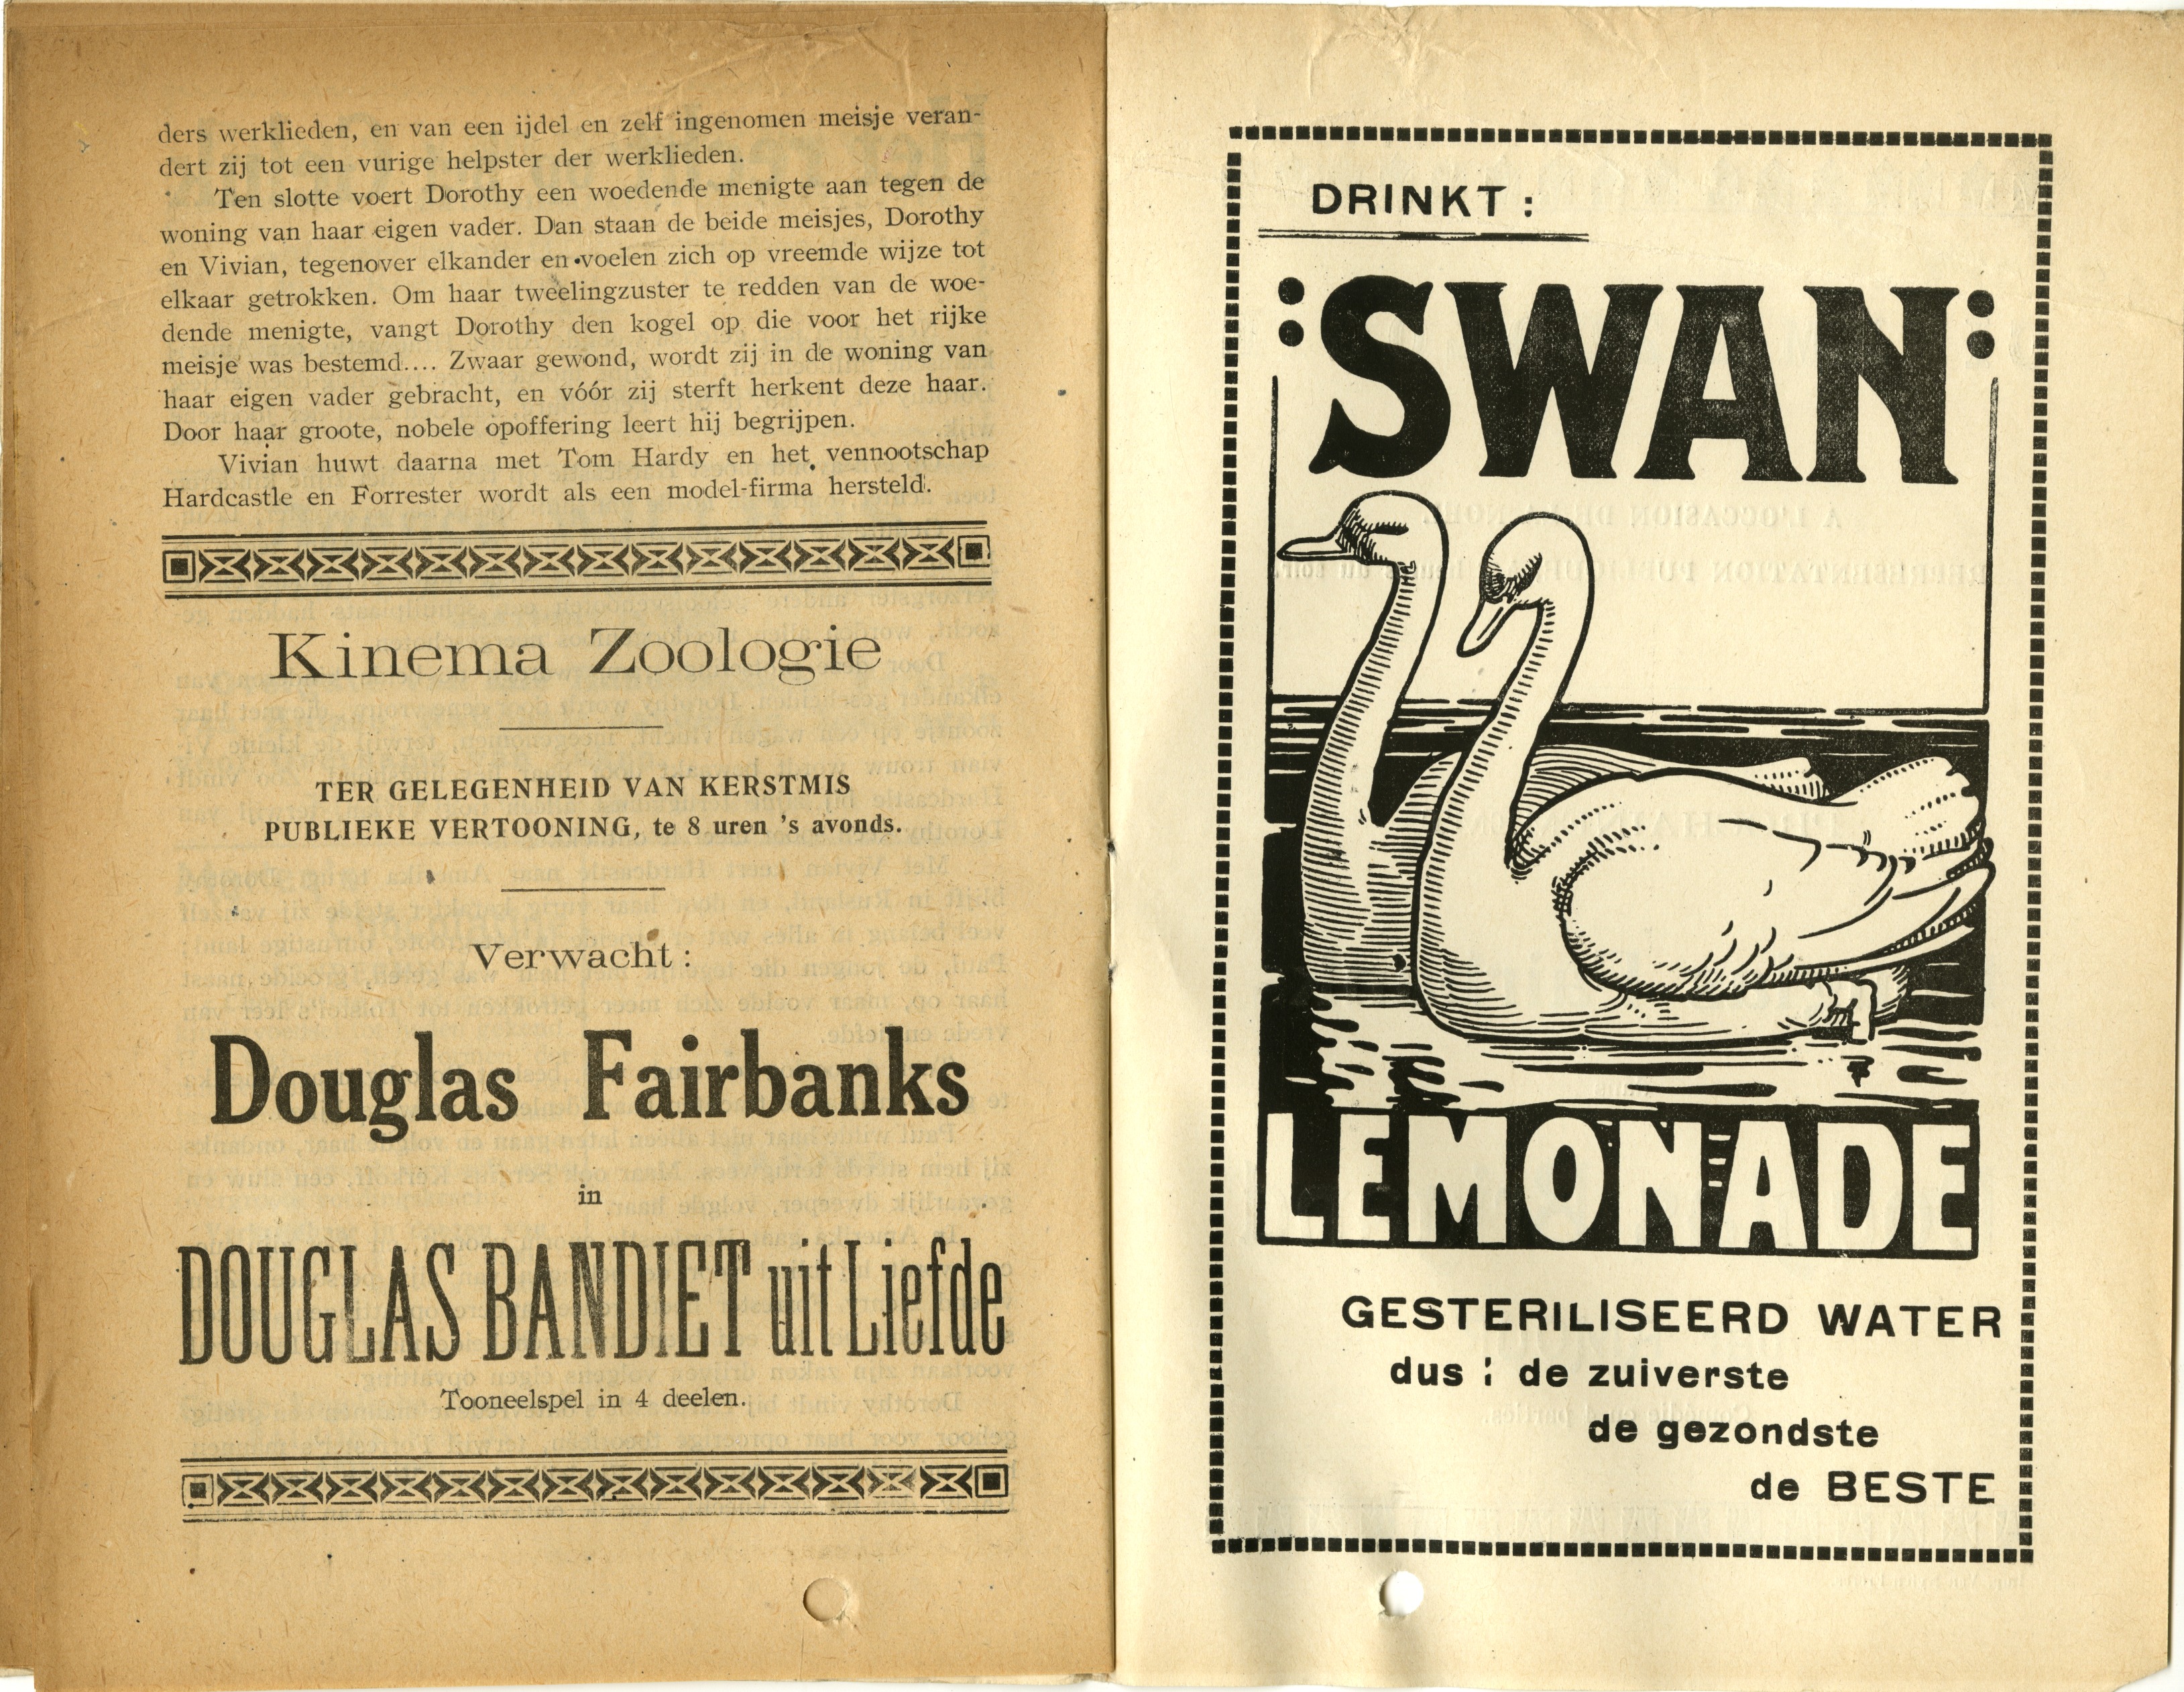 ders werklieden, en van een ijdel en zelf ingenomen meisje veran-
dert zij tot een vurige helpster der werklieden.
Ten slotte voert Dorothy een woedende menigte aan tegen de
woning van haar eigen vader. Dan staan de beide meisjes, Dorothy
en Vivian, tegenover elkander en voelen zich op vreemde wijze tot
elkaar getrokken. Om haar tweelingzuster te redden van de woe-
dende menigte, vangt Dorothy den kogel op die voor het rijke
meisje was bestemd.... Zwaar gewond, wordt zij in de woning van
haar eigen vader gebracht, en vóór zij sterft herkent deze haar.
Door haar groote, nobele opoffering leert hij begrijpen.
Vivian huwt daarna met Tom Hardy en het vennootschap
Hardcastle en Forrester wordt als een model-firma hersteld.
Kinema Zoologie
TER GELEGENHEID VAN KERSTMIS
PUBLIEKE VERTOONING, te 8 uren 's avonds.
Verwacht :
Douglas Fairbanks
in
DOUGLAS BANDIET uit Liefde
Tooneelspel in 4 deelen.
DRINKT :
:SWAN:
LEMONADE
GESTERILISEERD WATER
dus : de zuiverste
de gezondste
de BESTE